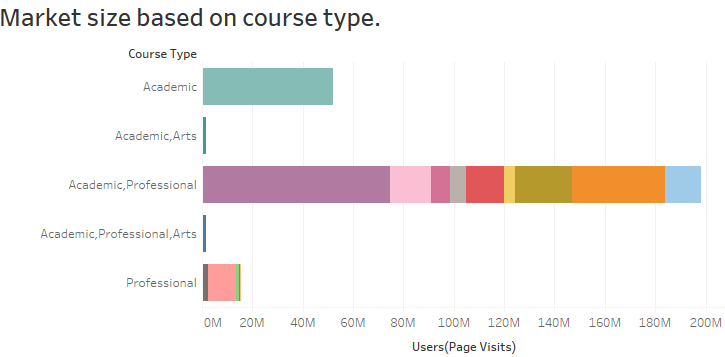 Market size based on course type.
Course Type
Academic
Academic,Arts
Academic,Professional
Academic,Professional,Arts
Professional
0M 20M 40M 60M 80M 100M 120M 140M 160M 180M 200M
Users(Page Visits)